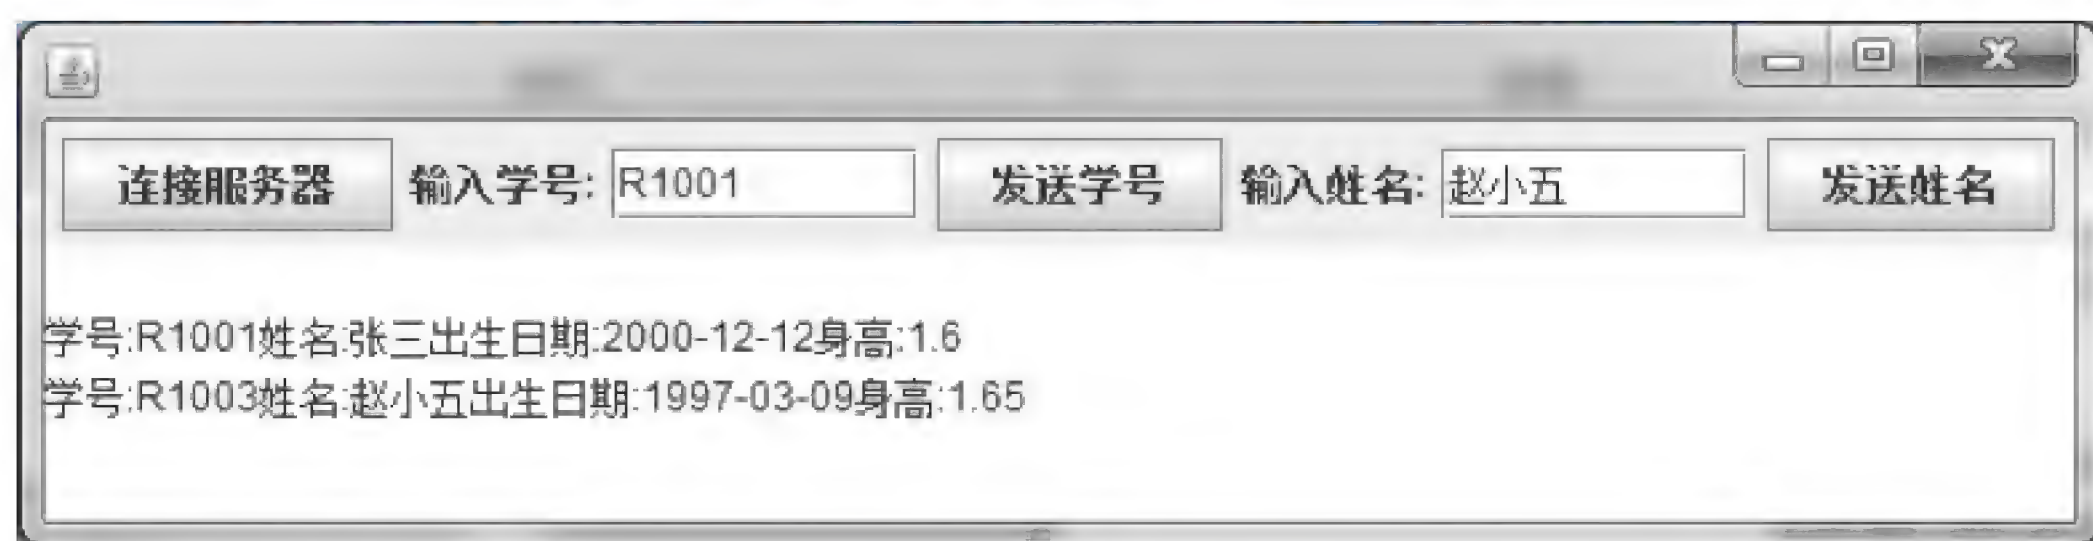 连接服务器 输入学号: R1001 发送学号 输入姓名: 赵小五 发送姓名
学号:R1001姓名:张三出生日期:2000-12-12身高:1.6
学号:R1003姓名:赵小五出生日期:1997-03-09身高:1.65